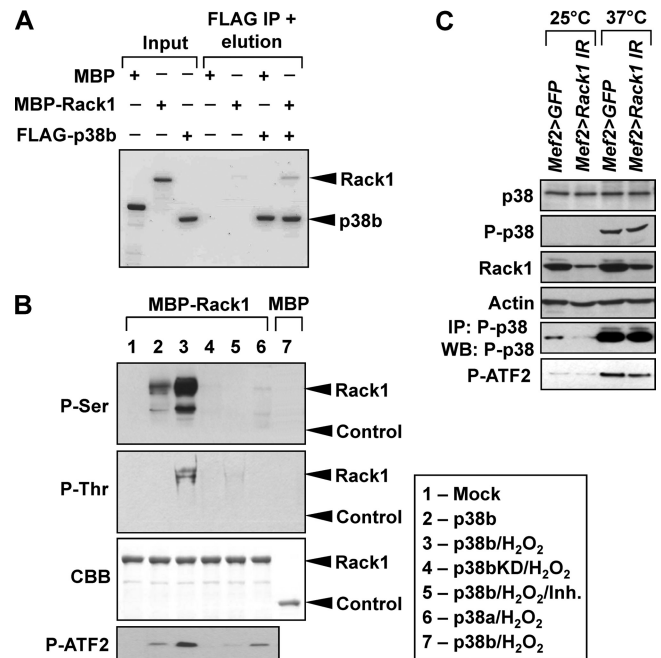 A
Input
FLAG IP +
elution
MBP + – – + – + –
MBP-Rack1 – + – – + – +
FLAG-p38b – – + – – + +
Rack1
p38b
B
MBP-Rack1 MBP
1 2 3 4 5 6 7
P-Ser
Rack1
Control
P-Thr
Rack1
Control
CBB
Rack1
Control
P-ATF2
C
25°C 37°C
Mef2>GFP
Mef2>Rack1 IR
Mef2>GFP
Mef2>Rack1 IR
p38
P-p38
Rack1
Actin
IP: P-p38
WB: P-p38
P-ATF2
1 – Mock
2 – p38b
3 – p38b/H₂O₂
4 – p38bKD/H₂O₂
5 – p38b/H₂O₂/Inh.
6 – p38a/H₂O₂
7 – p38b/H₂O₂